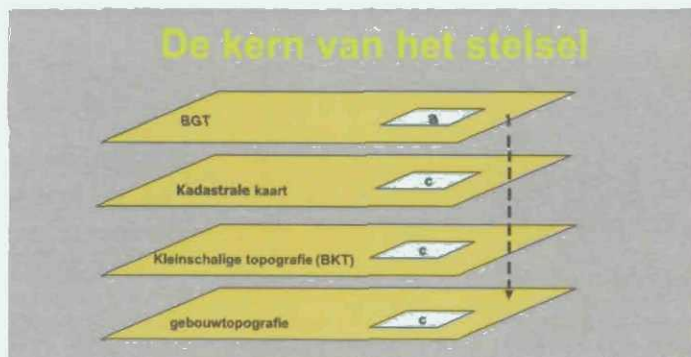 De kern van het stelsel
BGT
a
Kadastrale kaart
c
Kleinschalige topografie (BKT)
c
gebouwtopografie
c